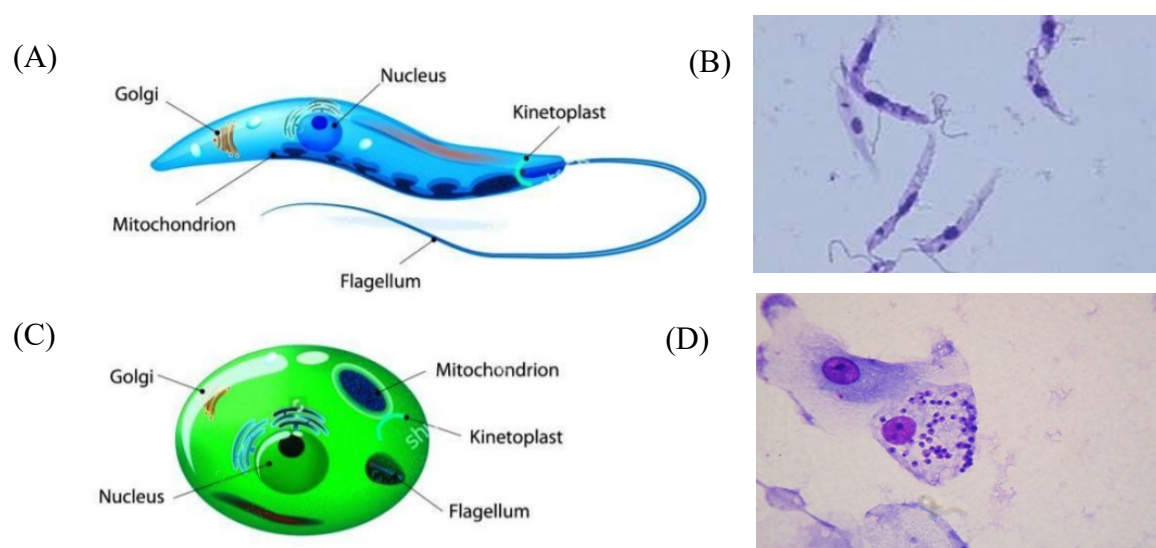 (A)
Golgi
Nucleus
Kinetoplast
Mitochondrion
Flagellum
(B)
(C)
Golgi
Mitochondrion
Kinetoplast
Nucleus
Flagellum
(D)